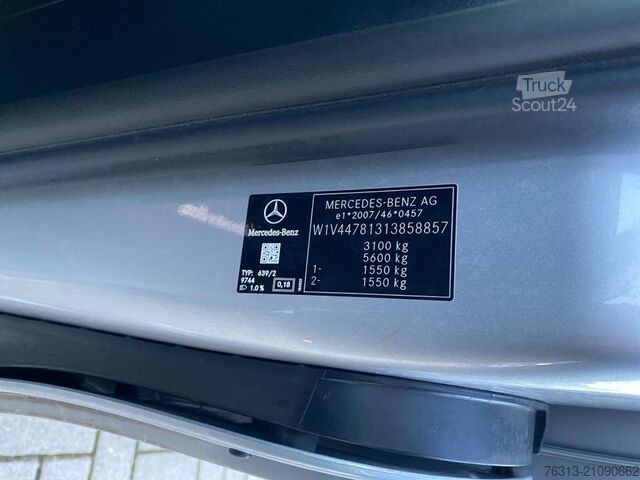 Truck
Scout24
MERCEDES-BENZ AG
e1*2007/46*0457
Mercedes-Benz
W1V44781313858857
3100 kg
5600 kg
1- 1550 kg
2- 1550 kg
TYP: 639/2
9744
1.0 % 0,18
76313-21090662